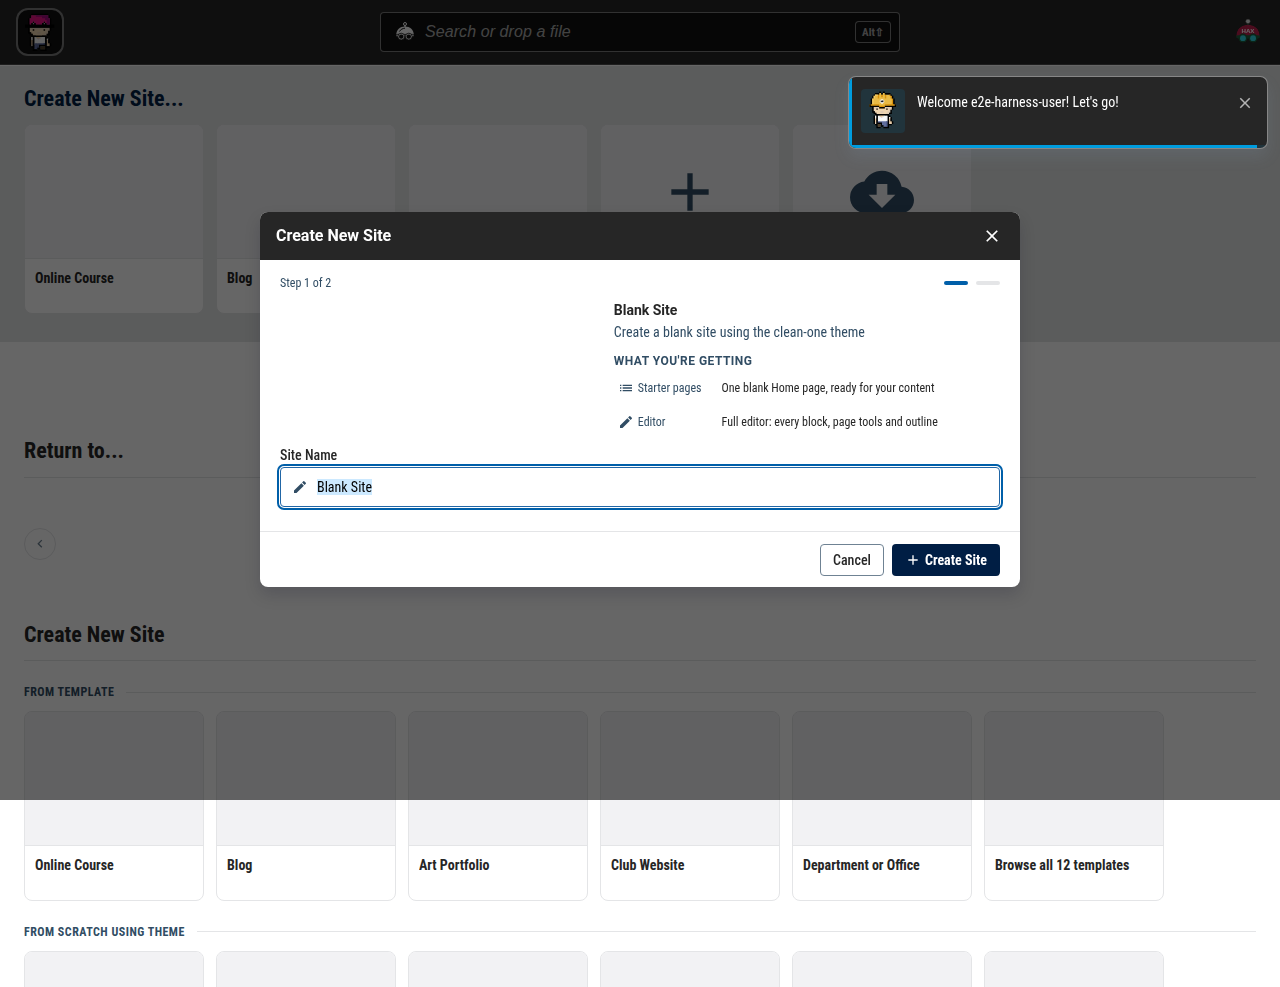 Search or drop a file
Alt⇧
HAX
Create New Site...
Welcome e2e-harness-user! Let's go!
Online Course
Blog
Create New Site
Step 1 of 2
Blank Site
Create a blank site using the clean-one theme
WHAT YOU'RE GETTING
Starter pages
One blank Home page, ready for your content
Editor
Full editor: every block, page tools and outline
Site Name
Blank Site
Cancel
Create Site
Return to...
Create New Site
FROM TEMPLATE
Online Course
Blog
Art Portfolio
Club Website
Department or Office
Browse all 12 templates
FROM SCRATCH USING THEME